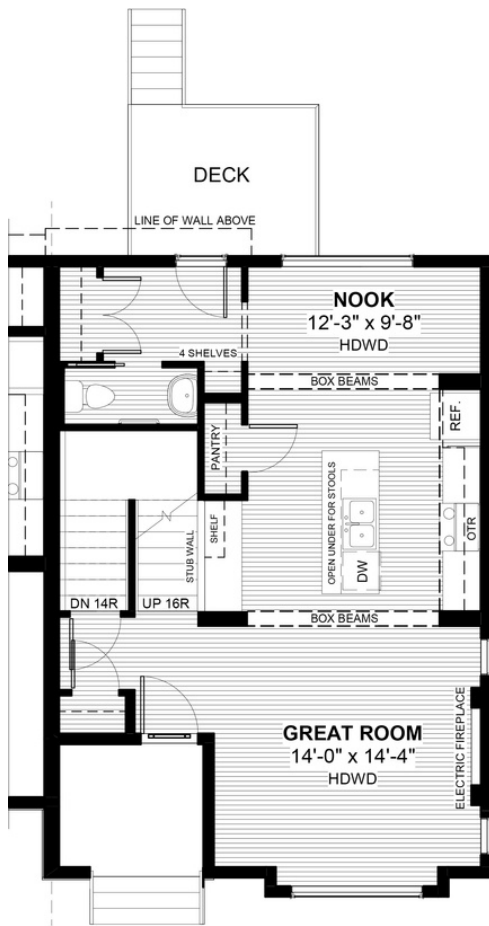 DECK
LINE OF WALL ABOVE
NOOK
12'-3" x 9'-8"
HDWD
4 SHELVES
BOX BEAMS
REF.
PANTRY
OPEN UNDER FOR STOOLS
OTR
SHELF
STUB WALL
DW
DN 14R
UP 16R
BOX BEAMS
GREAT ROOM
14'-0" x 14'-4"
HDWD
ELECTRIC FIREPLACE